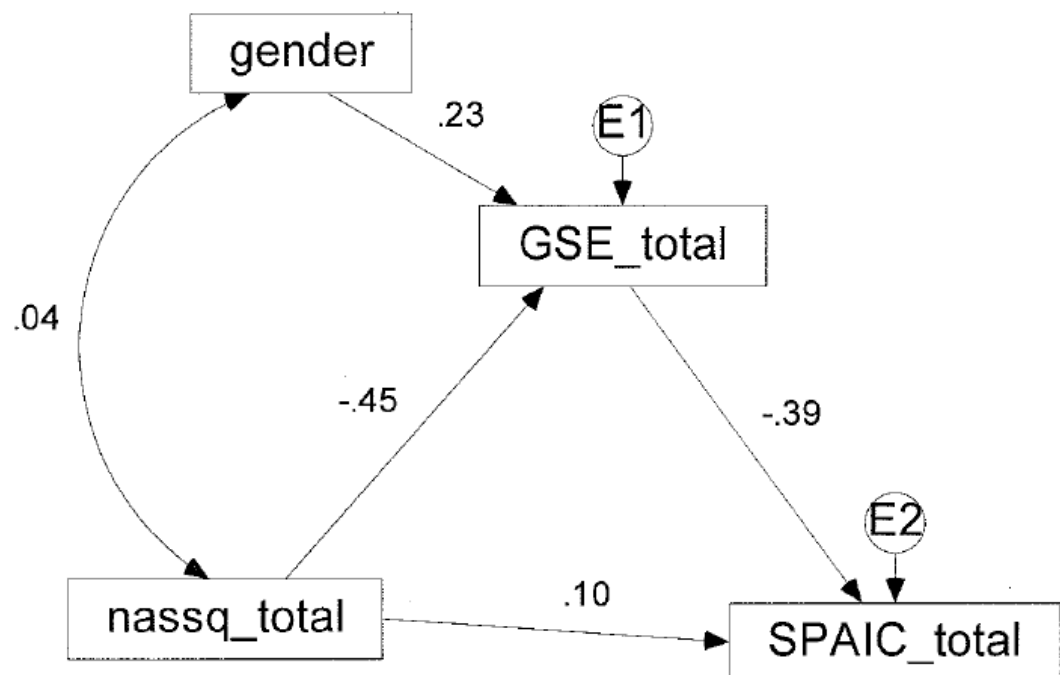 gender
.23
E1
GSE_total
.04
-.45
-.39
E2
nassq_total
.10
SPAIC_total